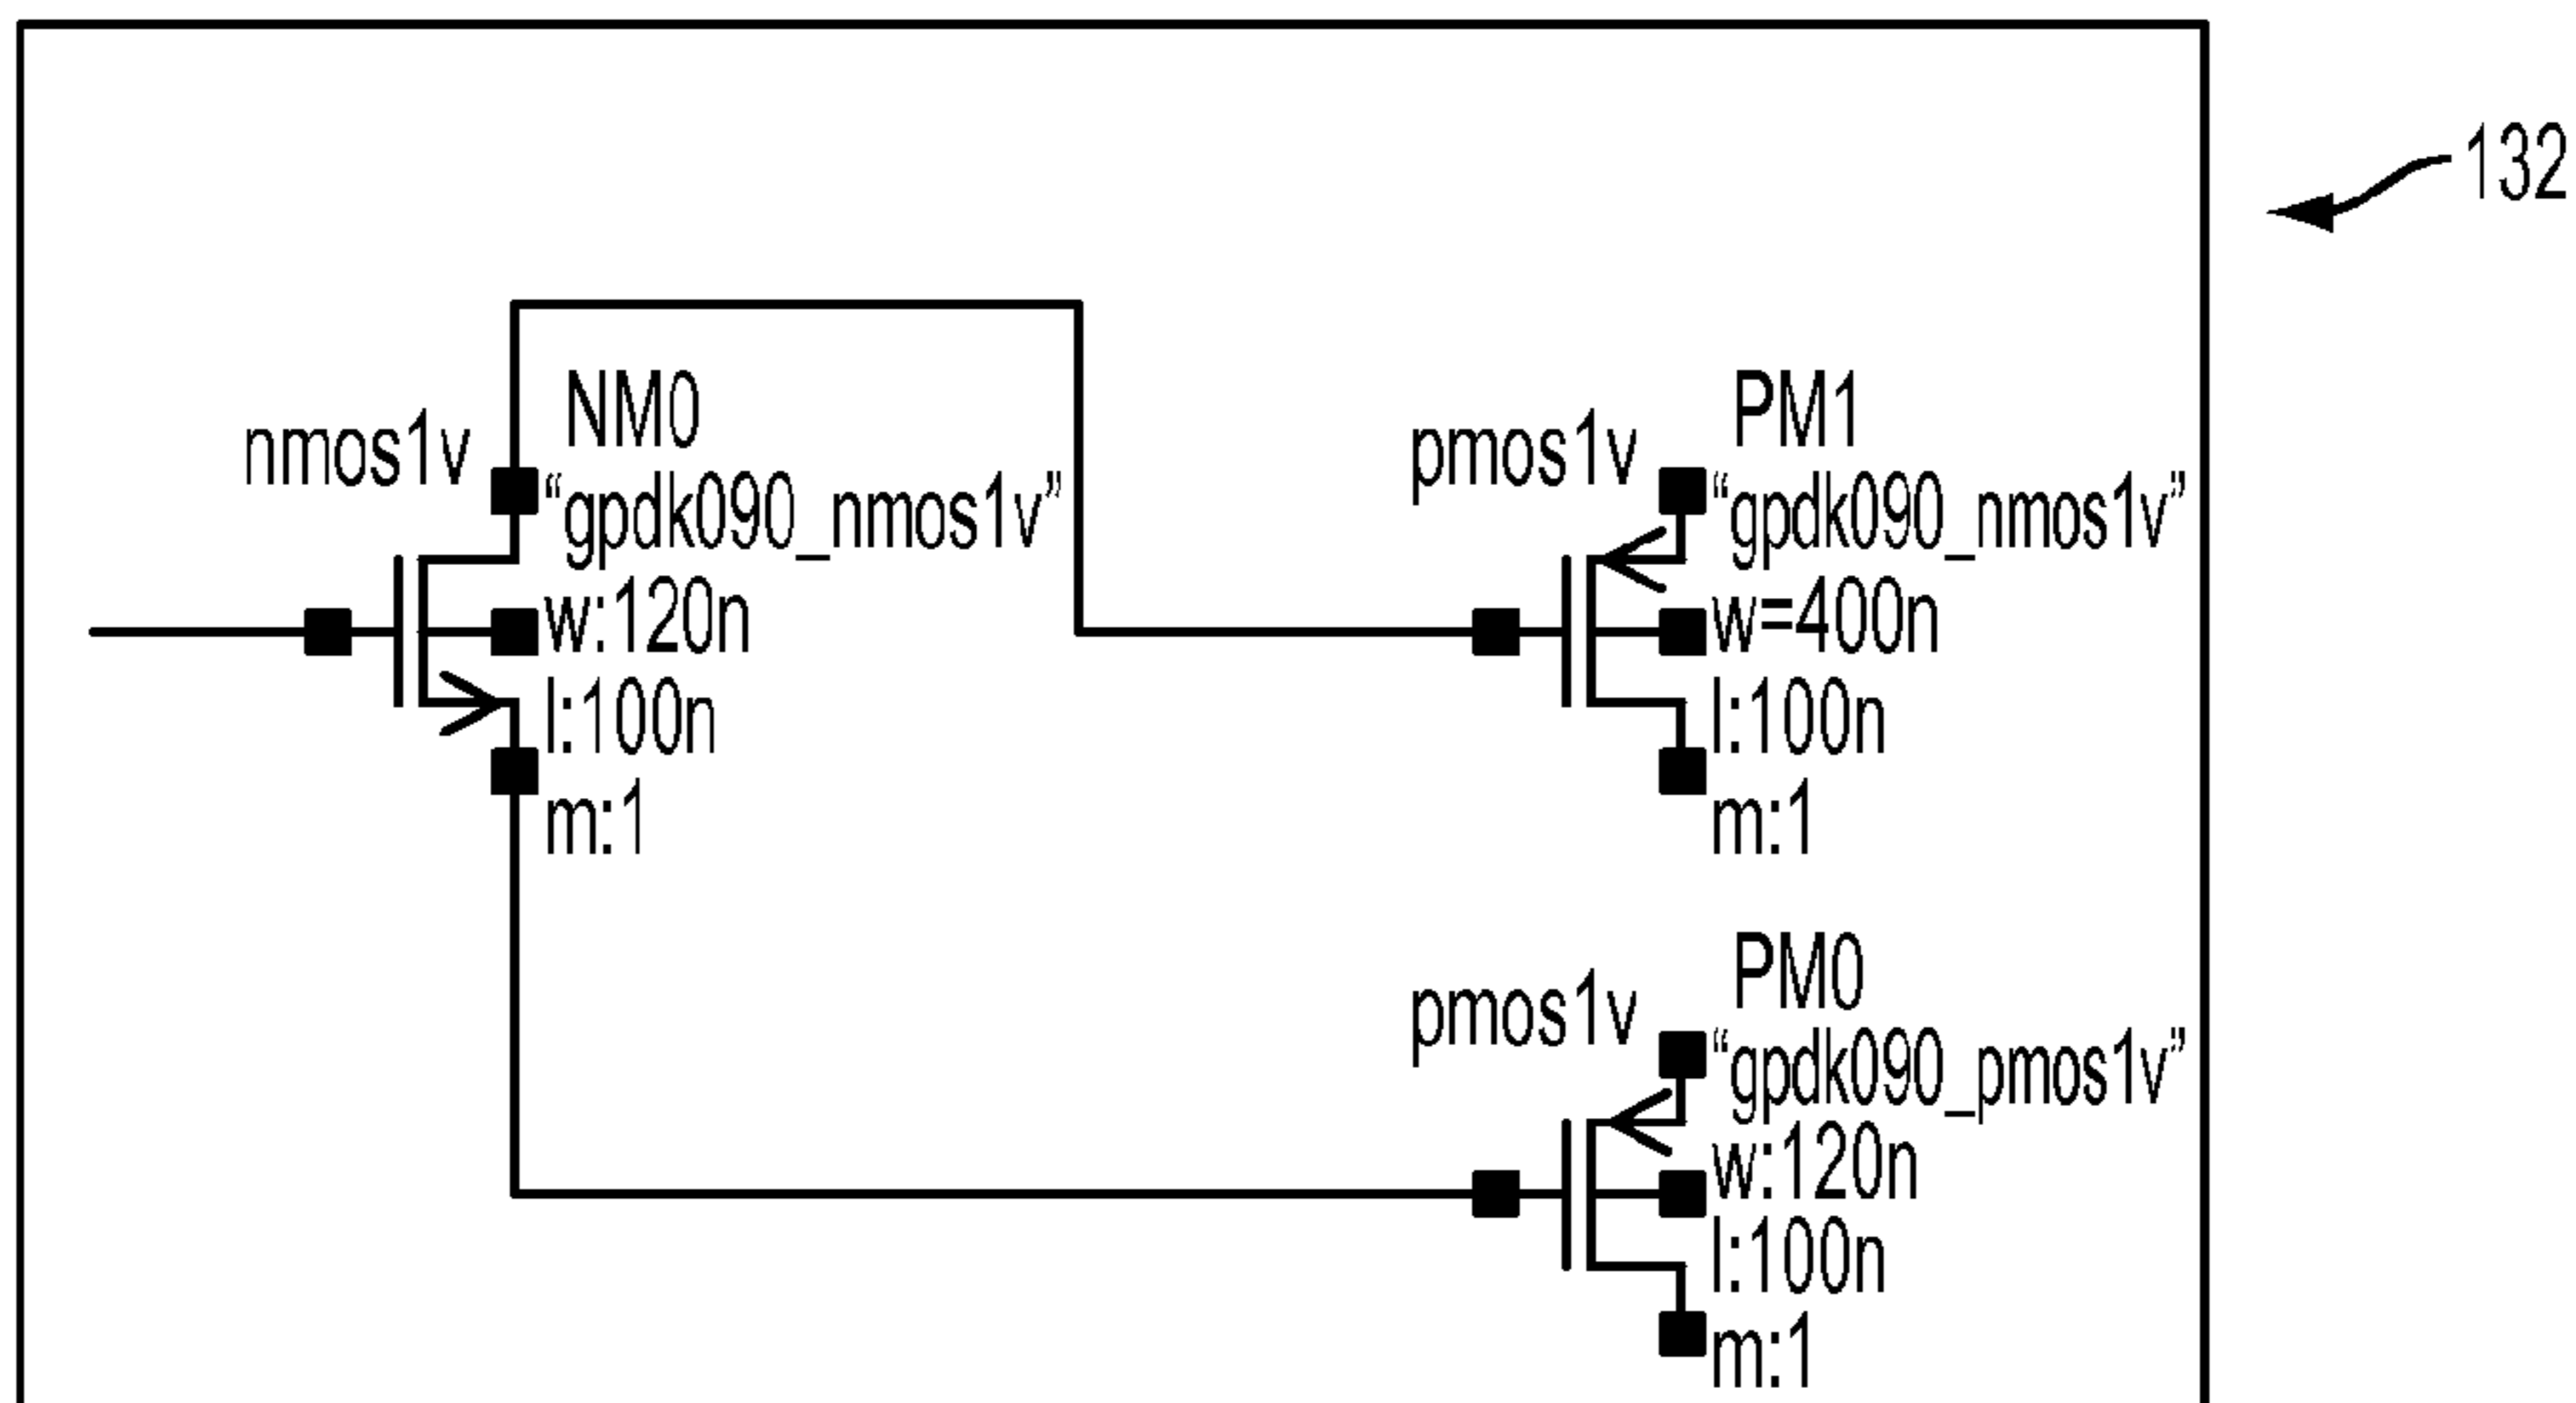 132
NM0
nmos1v
“gpdk090_nmos1v”
w:120n
l:100n
m:1
PM1
pmos1v
“gpdk090_nmos1v”
w=400n
l:100n
m:1
PM0
pmos1v
“gpdk090_pmos1v”
w:120n
l:100n
m:1